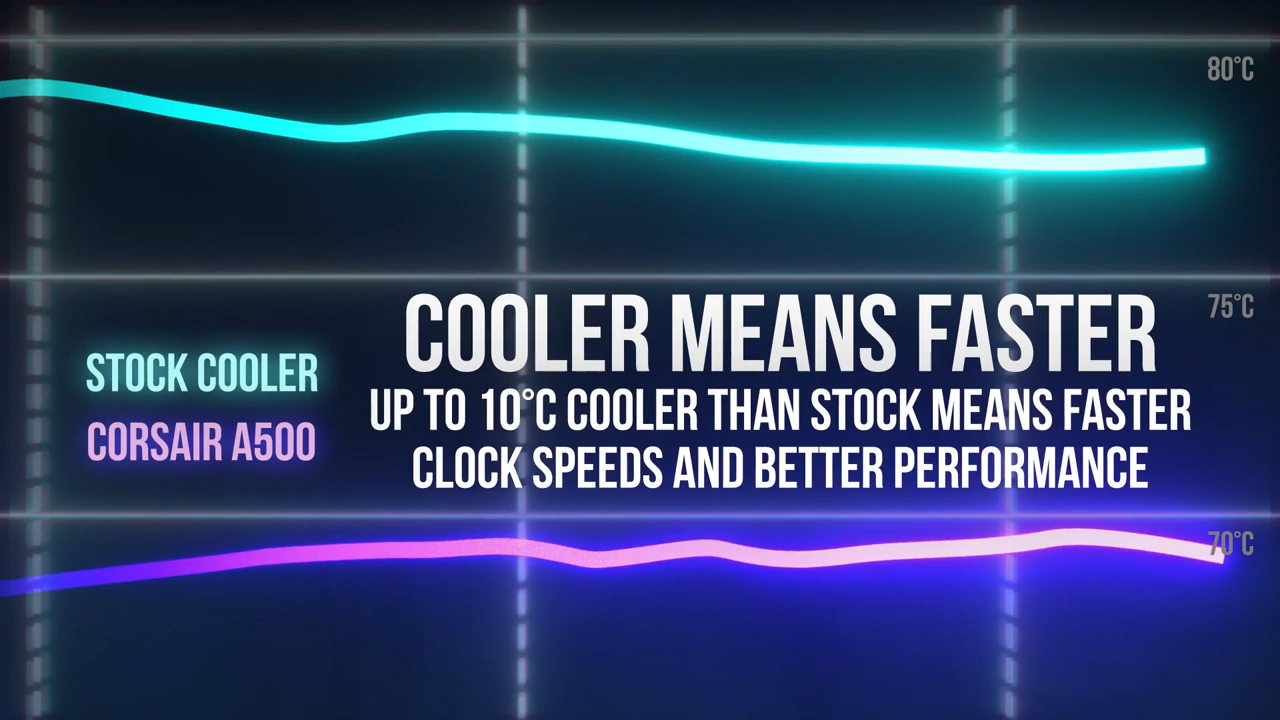 80°C
COOLER MEANS FASTER
75°C
STOCK COOLER
UP TO 10°C COOLER THAN STOCK MEANS FASTER
CORSAIR A500
CLOCK SPEEDS AND BETTER PERFORMANCE
70°C